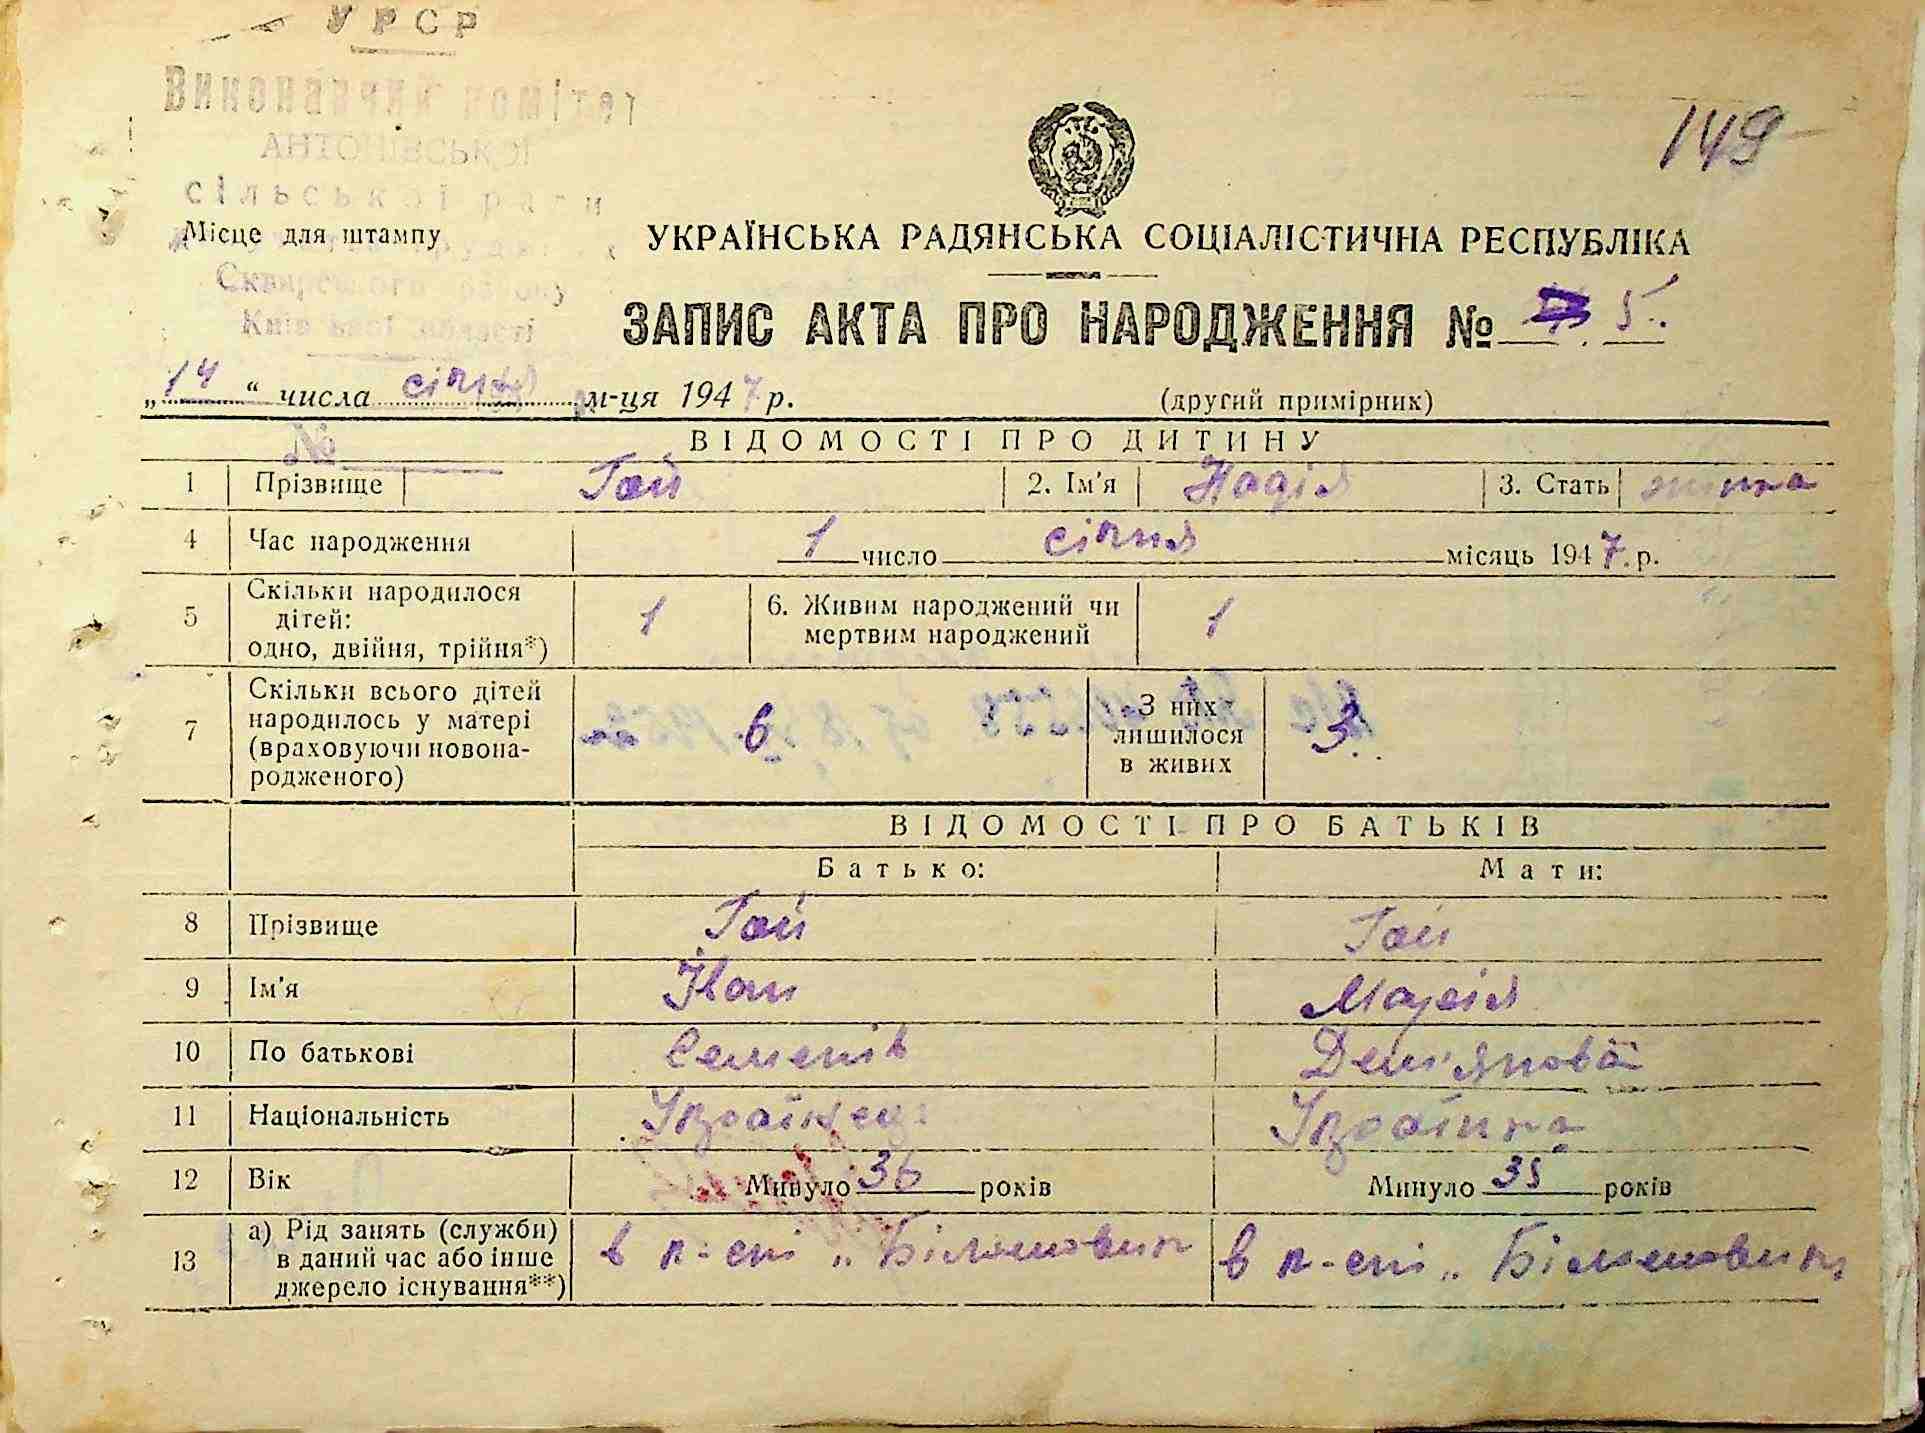 УРСР
Виконавчий комітет
АНТОНІВСЬКОЇ
сільської ради
Сквирського району
Київської області
149
Місце для штампу
УКРАЇНСЬКА РАДЯНСЬКА СОЦІАЛІСТИЧНА РЕСПУБЛІКА
ЗАПИС АКТА ПРО НАРОДЖЕННЯ № 5.
„14“ числа січня м-ця 1947 р. (другий примірник)
№
ВІДОМОСТІ ПРО ДИТИНУ
1 Прізвище Гай 2. Ім'я Надія 3. Стать жінка
4 Час народження 1 число січня місяць 1947. р.
5 Скільки народилося дітей: одно, двійня, трійня*) 1 6. Живим народжений чи мертвим народжений 1
7 Скільки всього дітей народилось у матері (враховуючи новонародженого) 6 З них лишилося в живих 3.
ВІДОМОСТІ ПРО БАТЬКІВ
Батько: Мати:
8 Прізвище Гай Гай
9 Ім'я Іван Марія
10 По батькові Семенів Дем'янова
11 Національність Українець Українка
12 Вік Минуло 36 років Минуло 35 років
13 а) Рід занять (служби) в даний час або інше джерело існування**) в к-спі „ в к-спі „